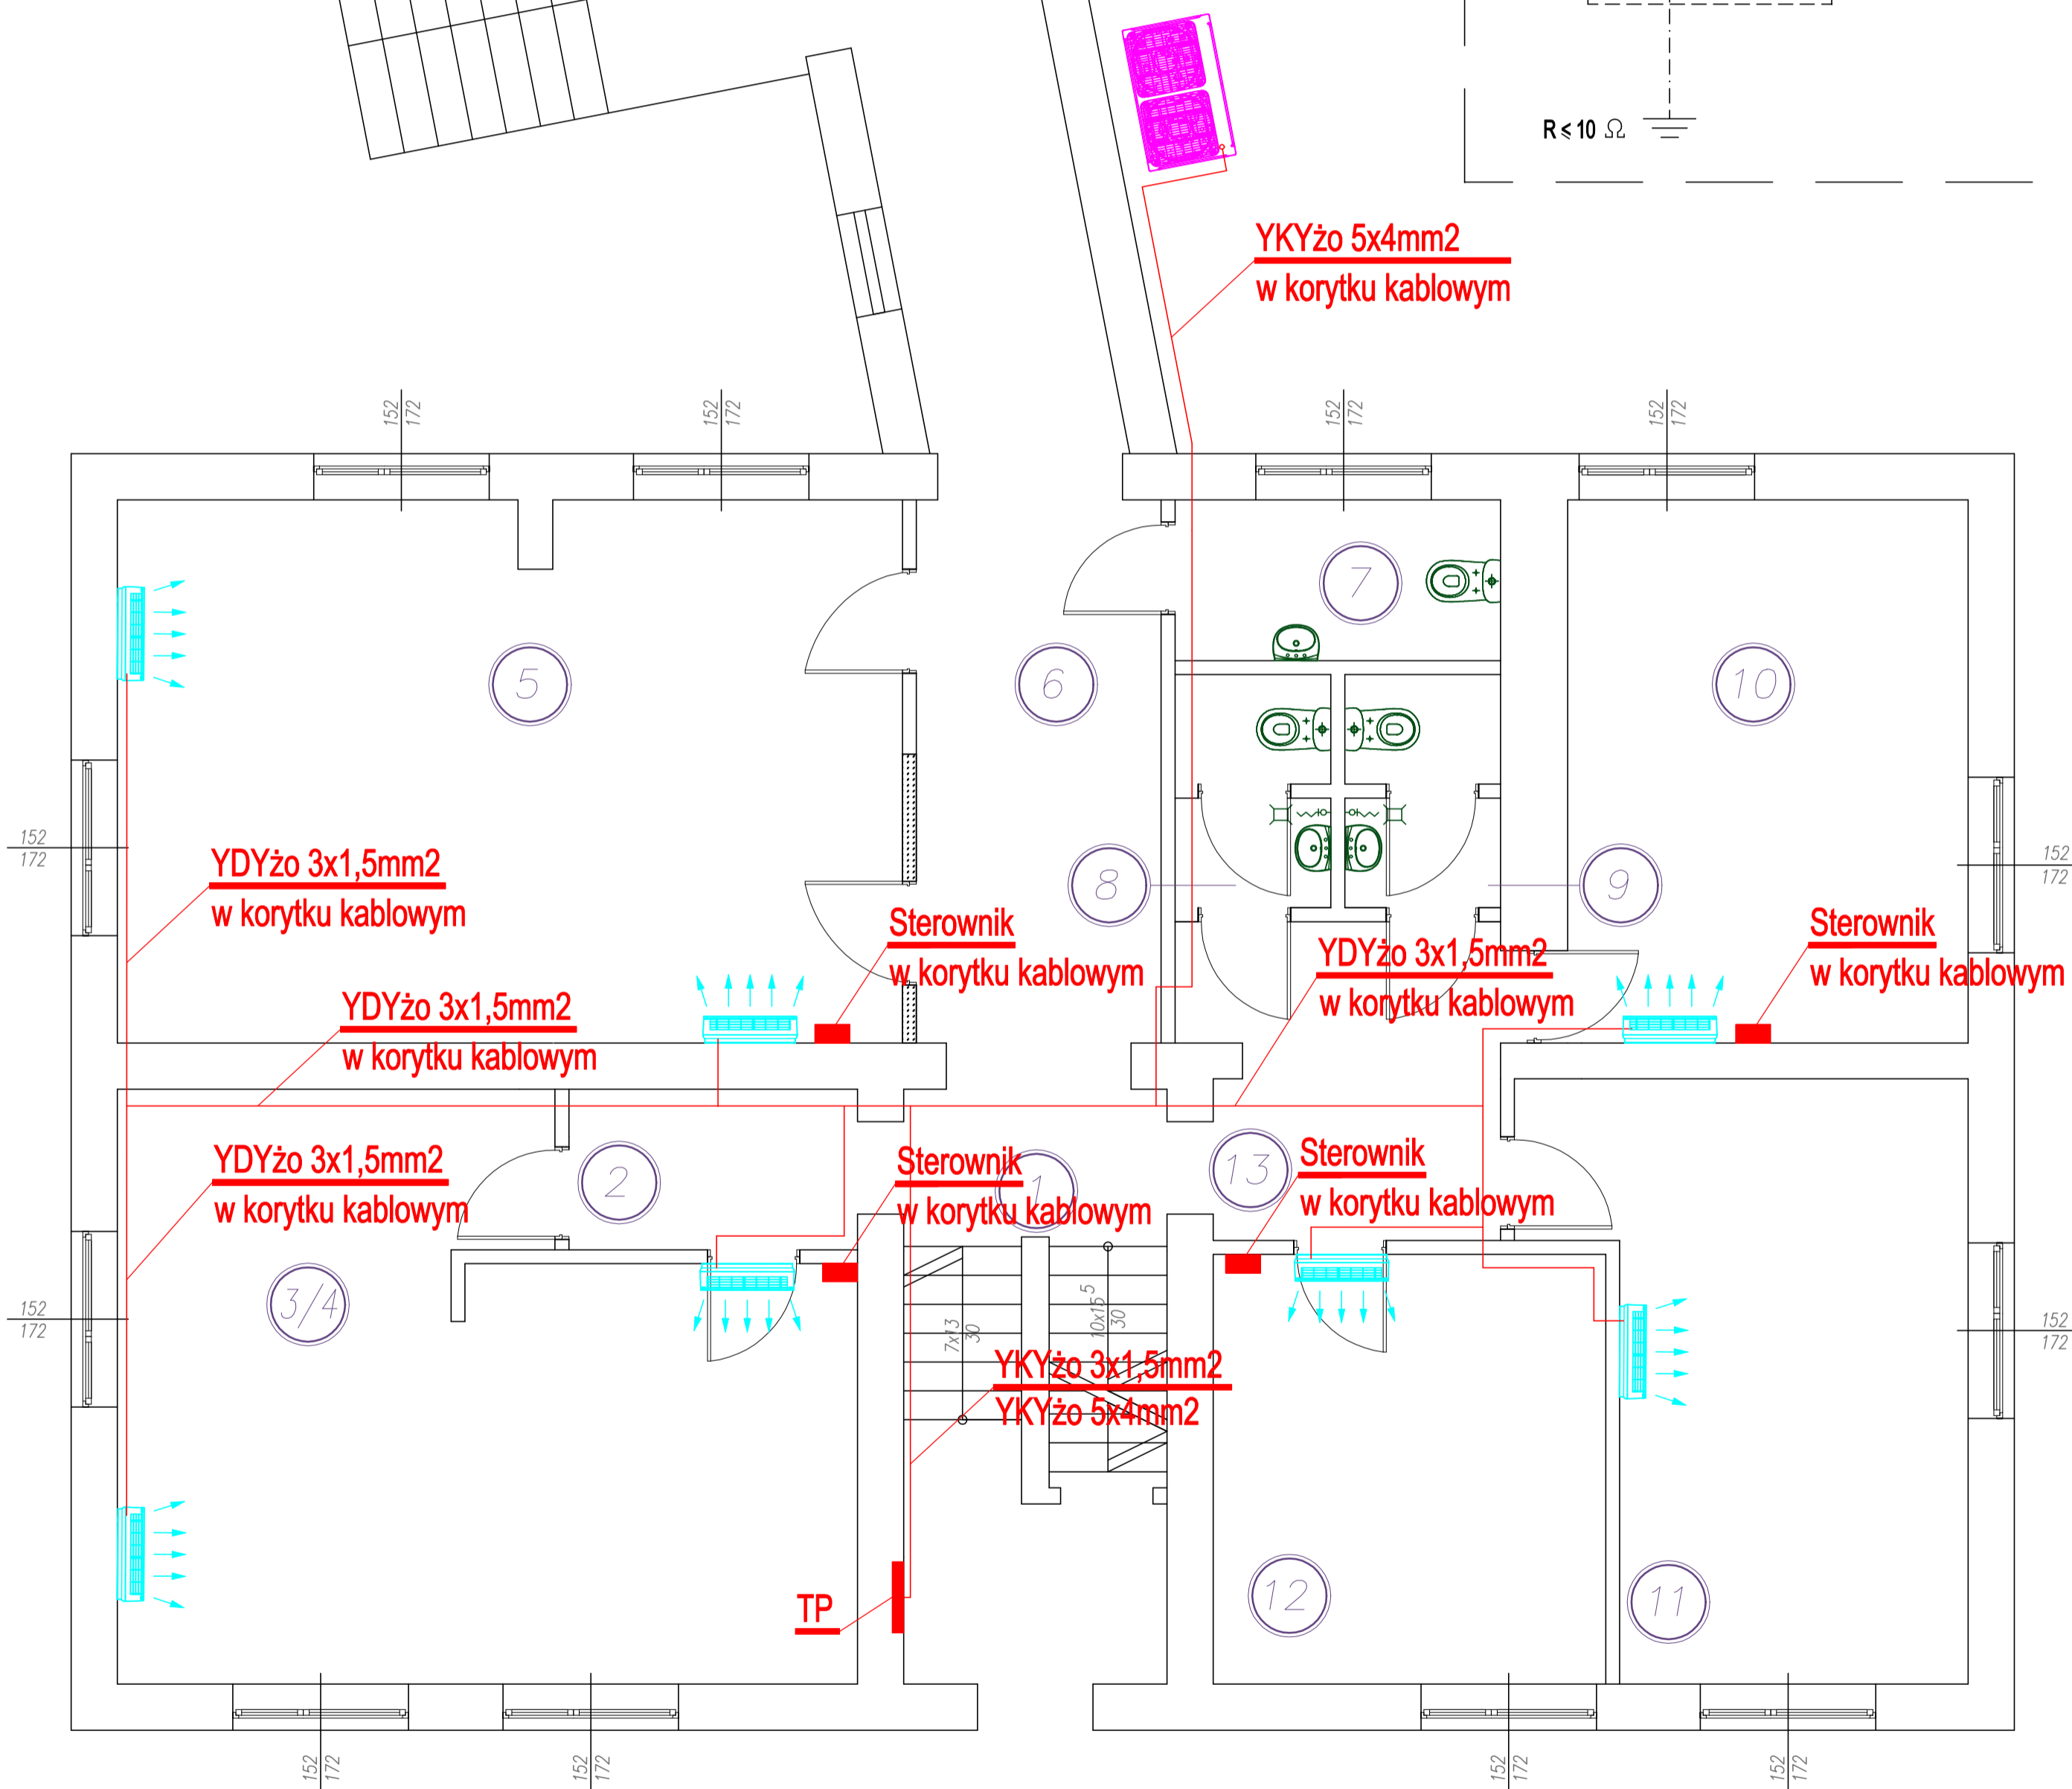 R ≤ 10 Ω
YKYżo 5x4mm2
w korytku kablowym
152
172
152
172
152
172
152
172
7
5
6
10
152
172
YDYżo 3x1,5mm2
w korytku kablowym
8
9
152
172
Sterownik
w korytku kablowym
YDYżo 3x1,5mm2
w korytku kablowym
Sterownik
w korytku kablowym
YDYżo 3x1,5mm2
w korytku kablowym
YDYżo 3x1,5mm2
w korytku kablowym
2
Sterownik
w korytku kablowym
1
13
Sterownik
w korytku kablowym
152
172
3/4
7x13
30
10x15 5
30
152
172
YKYżo 3x1,5mm2
YKYżo 5x4mm2
TP
12
11
152
172
152
172
152
172
152
172